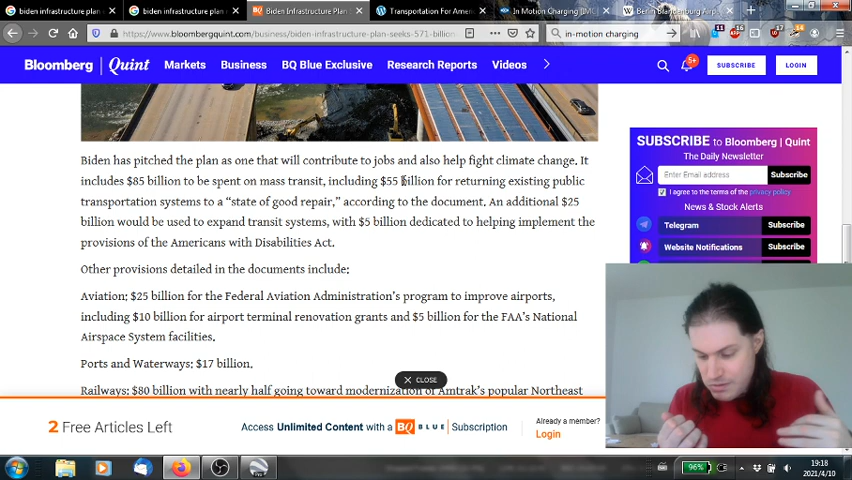 biden infrastructure plan
biden infrastructure plan
BQ Biden Infrastructure Plan
Transportation For Ame
In Motion Charging (IMC)
Berlin Brandenburg Airp
https://www.bloombergquint.com/business/biden-infrastructure-plan-seeks-571-billion
in-motion charging
Bloomberg | Quint
Markets
Business
BQ Blue Exclusive
Research Reports
Videos
5+
SUBSCRIBE
LOGIN
Biden has pitched the plan as one that will contribute to jobs and also help fight climate change. It
includes $85 billion to be spent on mass transit, including $55 billion for returning existing public
transportation systems to a “state of good repair,” according to the document. An additional $25
billion would be used to expand transit systems, with $5 billion dedicated to helping implement the
provisions of the Americans with Disabilities Act.
Other provisions detailed in the documents include:
Aviation: $25 billion for the Federal Aviation Administration’s program to improve airports,
including $10 billion for airport terminal renovation grants and $5 billion for the FAA’s National
Airspace System facilities.
Ports and Waterways: $17 billion.
Railways: $80 billion with nearly half going toward modernization of Amtrak’s popular Northeast
SUBSCRIBE to Bloomberg | Quint
The Daily Newsletter
Enter Email address
Subscribe
I agree to the terms of the privacy policy
News & Stock Alerts
Telegram
Subscribe
Website Notifications
Subscribe
CLOSE
2 Free Articles Left
Access Unlimited Content with a BQ BLUE Subscription
Already a member?
Login
96%
19:18
2021/4/10